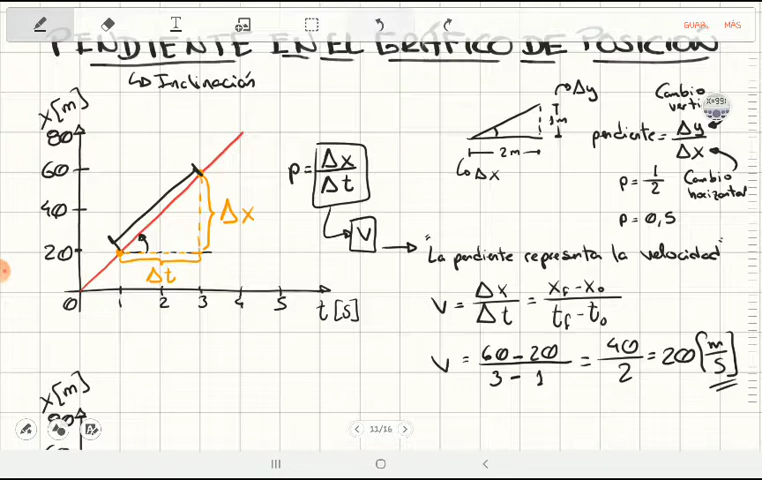 GUAR. MÁS
PENDIENTE EN EL GRÁFICO DE POSICIÓN
↳ Inclinación
x[m]
80
60
40
20
0 1 2 3 4 5 t[s]
Δx
Δt
p = Δx/Δt
V
Δy
1m
2m
Δx
Cambio
pendiente = Δy/Δx
Cambio
horizontal
p = 1/2
p = 0,5
"La pendiente representa la velocidad"
V = Δx/Δt = xf - x0/tf - t0
V = 60 - 20/3 - 1 = 40/2 = 20 [m/s]
x[m]
80
11/16